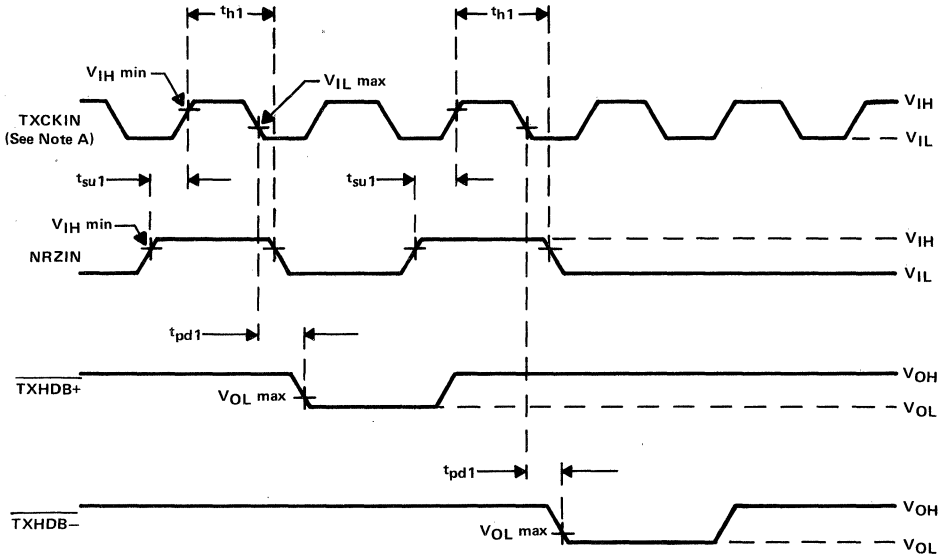 th1 th1
VIH min VIL max
TXCKIN
(See Note A)
VIH
VIL
tsu1 tsu1
VIH min
NRZIN
VIH
VIL
tpd1
TXHDB+
VOL max
VOH
VOL
tpd1
TXHDB−
VOL max
VOH
VOL